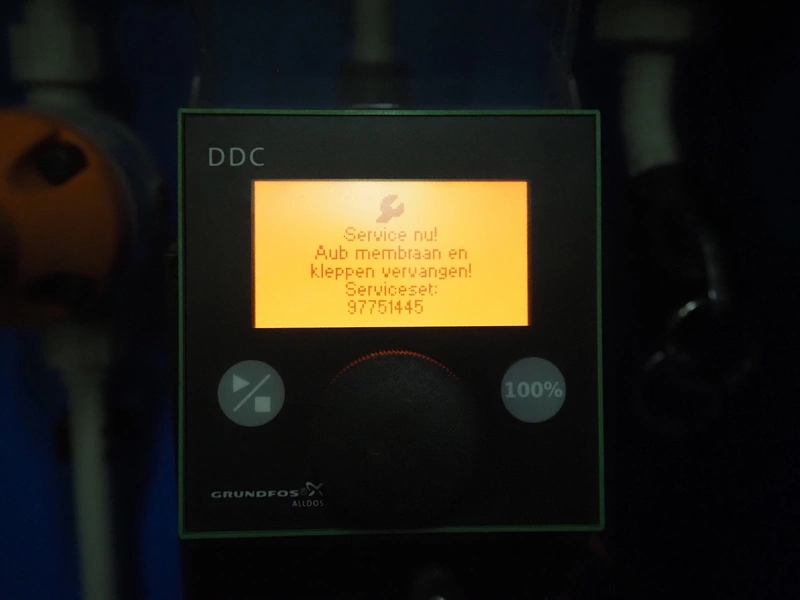 DDC
Service nu!
Aub membraan en
kleppen vervangen!
Serviceset:
97751445
100%
GRUNDFOS
ALLDOS